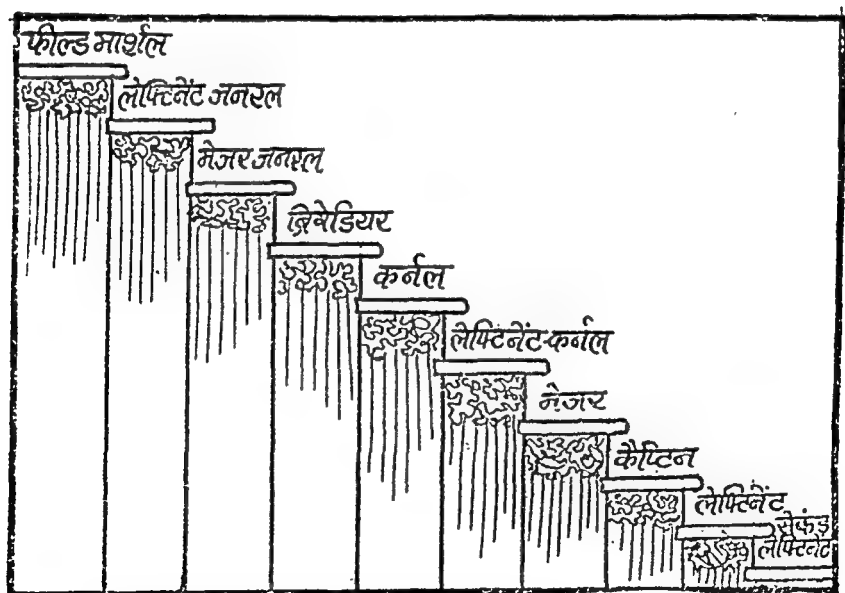 फील्ड मार्शल
लेफ्टिनेंट जनरल
मेजर जनरल
ब्रिगेडियर
कर्नल
लेफ्टिनेंट-कर्नल
मेजर
कैप्टिन
लेफ्टिनेंट
सेकंड
लेफ्टिनेंट